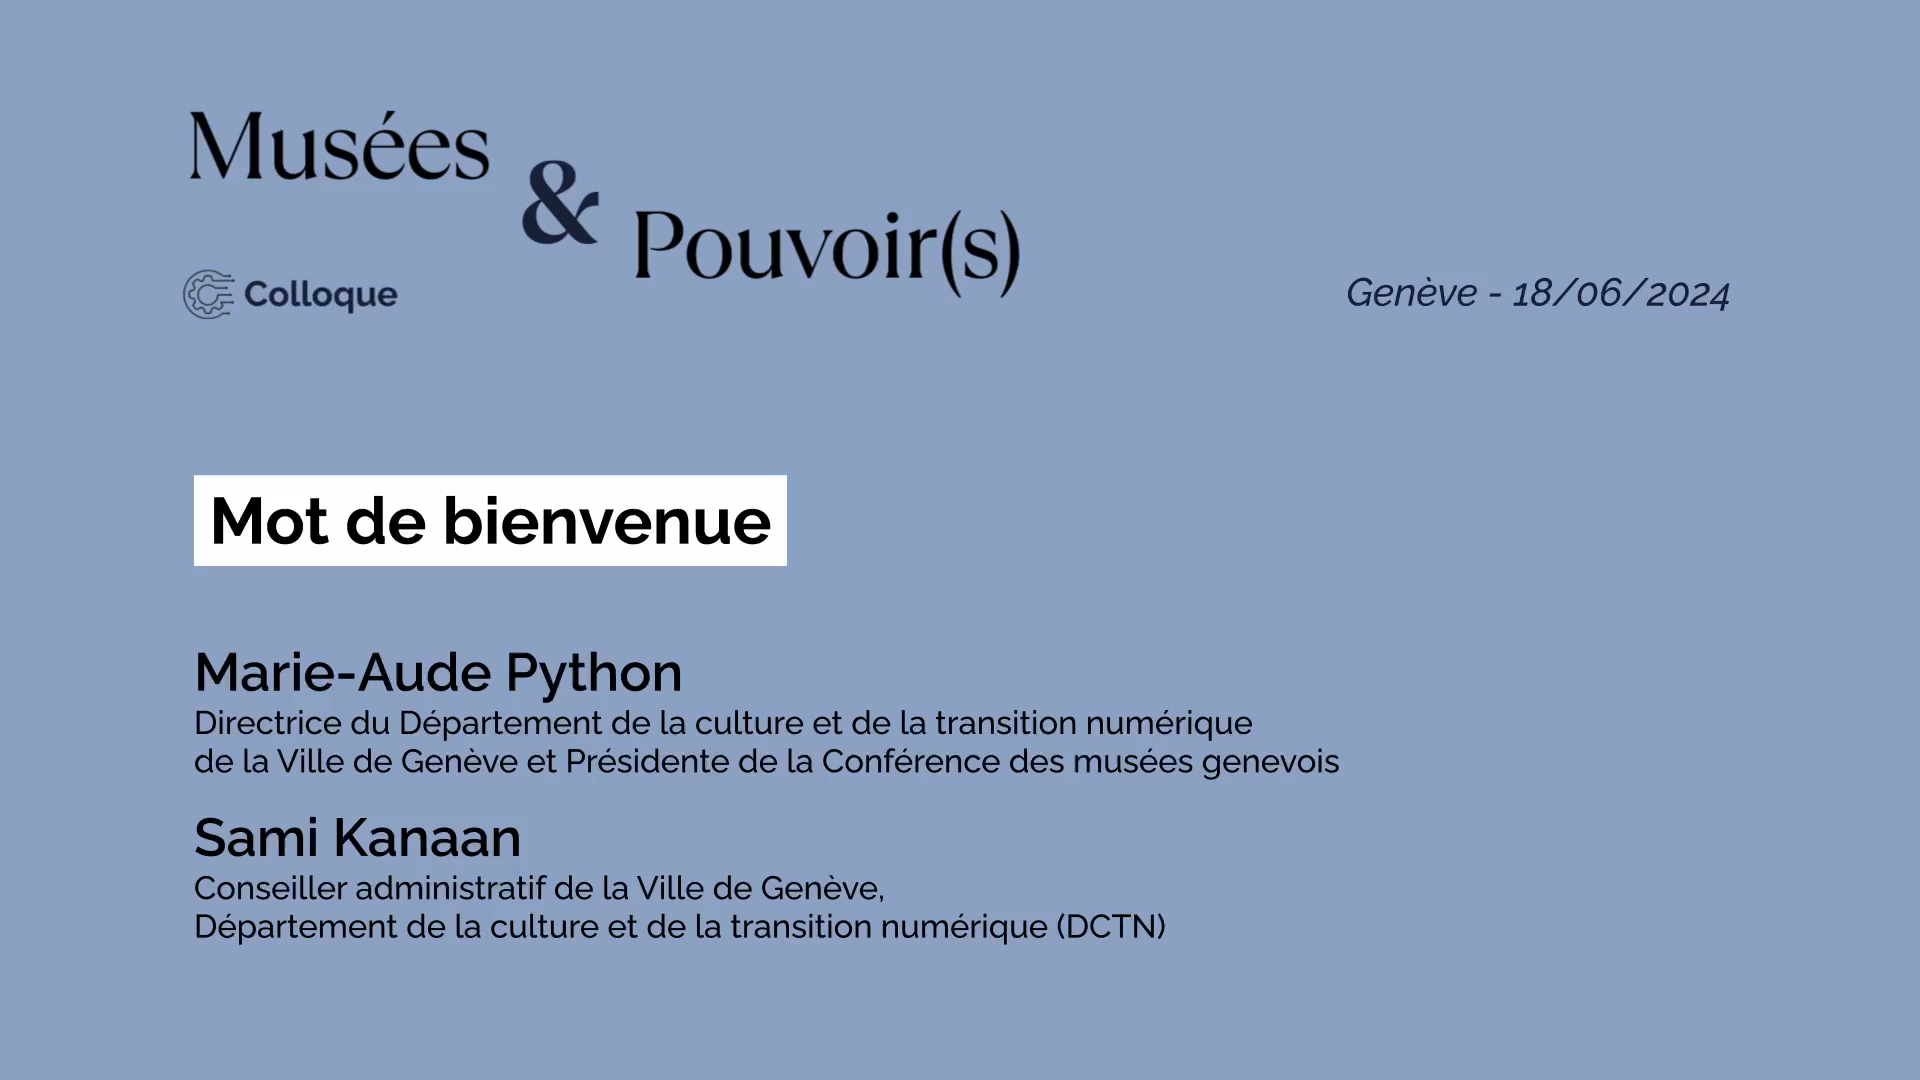 Musées
&
Pouvoir(s)
Colloque
Genève - 18/06/2024
Mot de bienvenue
Marie-Aude Python
Directrice du Département de la culture et de la transition numérique
de la Ville de Genève et Présidente de la Conférence des musées genevois
Sami Kanaan
Conseiller administratif de la Ville de Genève,
Département de la culture et de la transition numérique (DCTN)